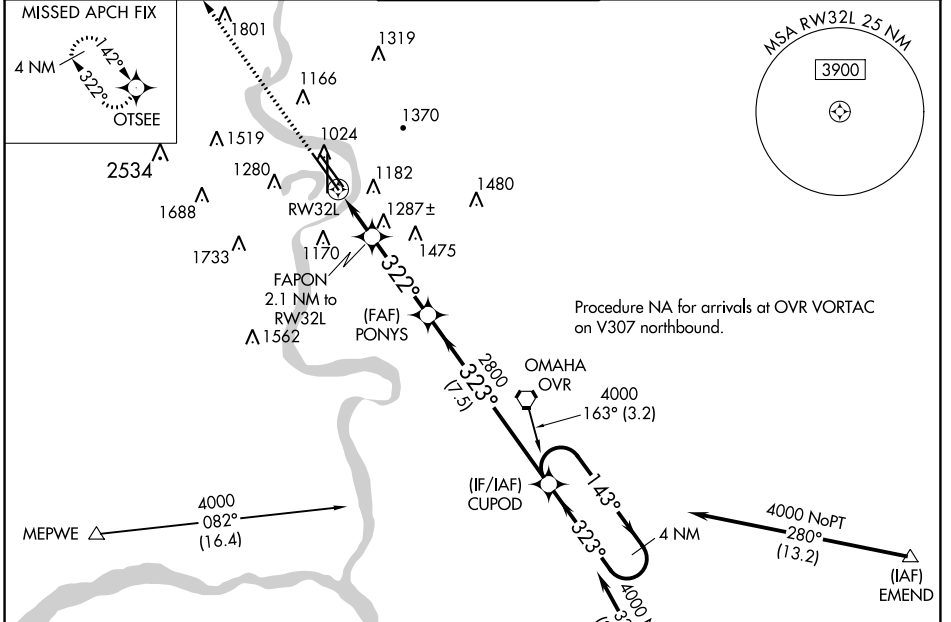 MISSED APCH FIX
4 NM
142°
322°
OTSEE
1801
1319
1166
1370
1519
1024
2534
1280
1182
1480
1688
RW32L
1287±
1733
1170
1475
FAPON
2.1 NM to
RW32L
1562
322°
(FAF)
PONYS
2800
323°
(7.5)
MSA RW32L 25 NM
3900
Procedure NA for arrivals at OVR VORTAC
on V307 northbound.
OMAHA
OVR
4000
163° (3.2)
(IF/IAF)
CUPOD
143°
323°
4 NM
MEPWE
4000
082°
(16.4)
4000 NoPT
280°
(13.2)
(IAF)
EMEND
4000